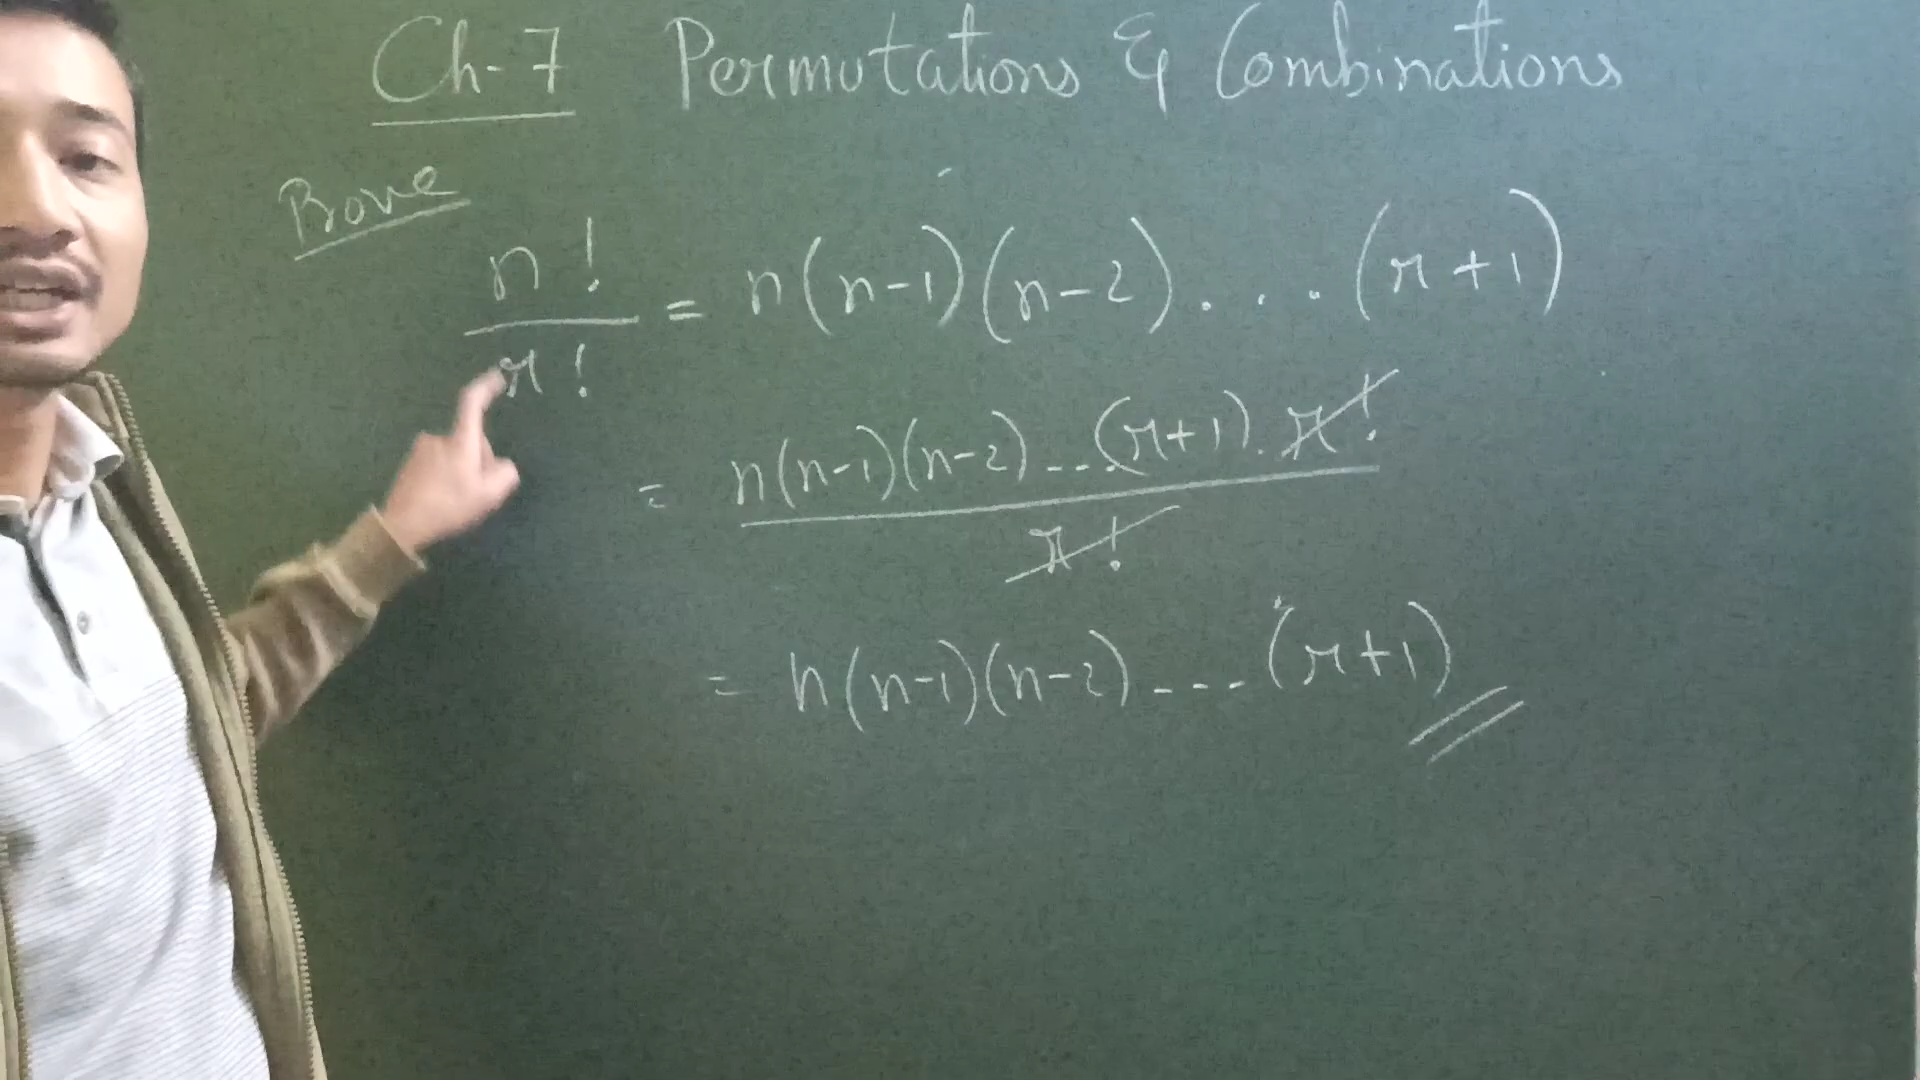 Ch-7 Permutations & Combinations
Prove
n! / r! = n(n-1)(n-2)....(r+1)
= n(n-1)(n-2)---(r+1).r! / r!
= n(n-1)(n-2)---(r+1)